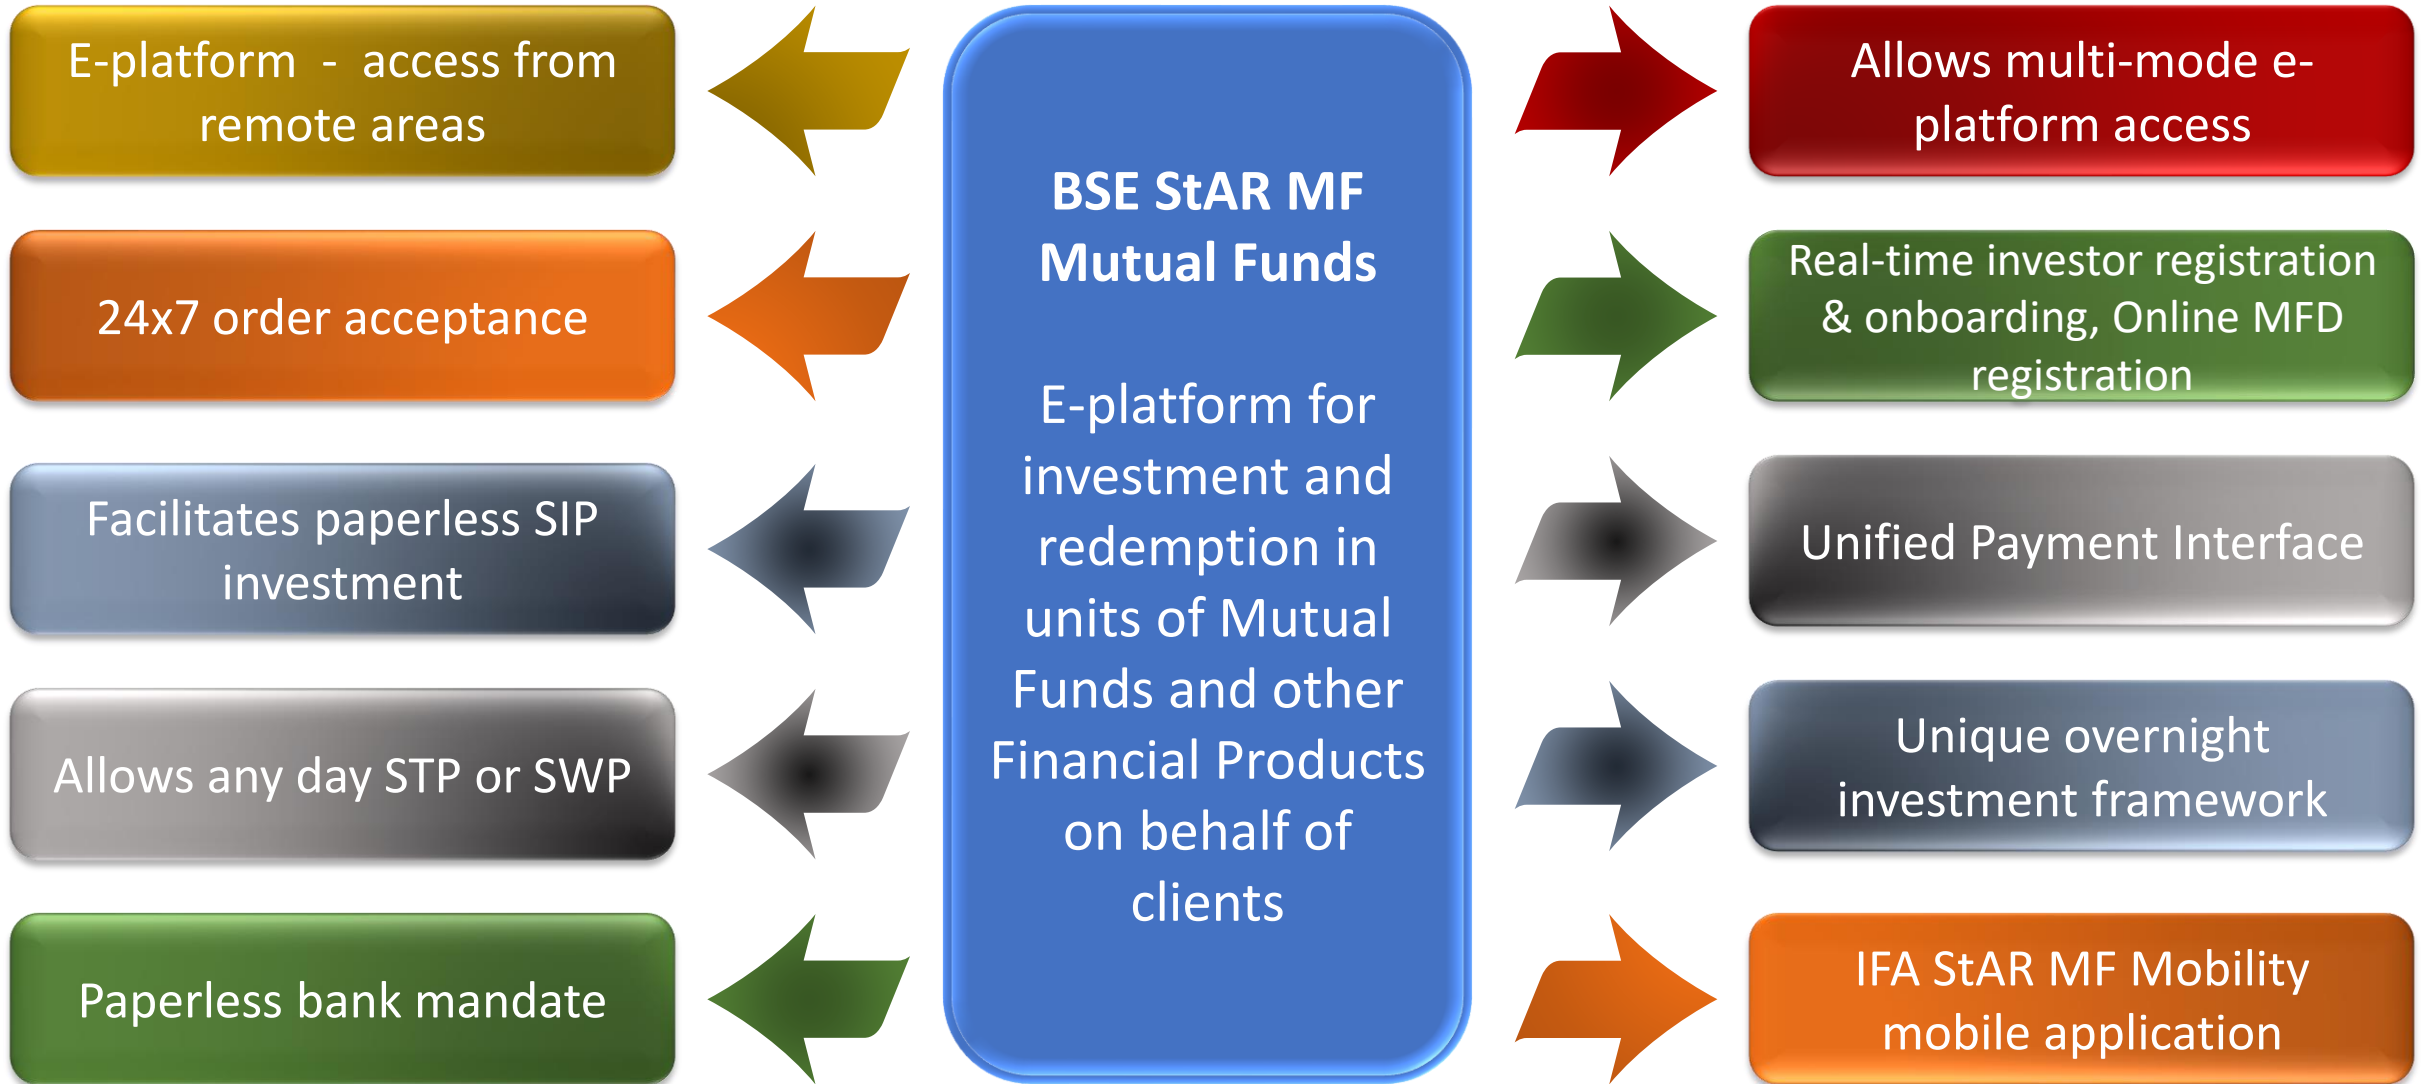 E-platform - access from
remote areas
24x7 order acceptance
Facilitates paperless SIP
investment
Allows any day STP or SWP
Paperless bank mandate
BSE StAR MF
Mutual Funds
E-platform for
investment and
redemption in
units of Mutual
Funds and other
Financial Products
on behalf of
clients
Allows multi-mode e-
platform access
Real-time investor registration
& onboarding, Online MFD
registration
Unified Payment Interface
Unique overnight
investment framework
IFA StAR MF Mobility
mobile application